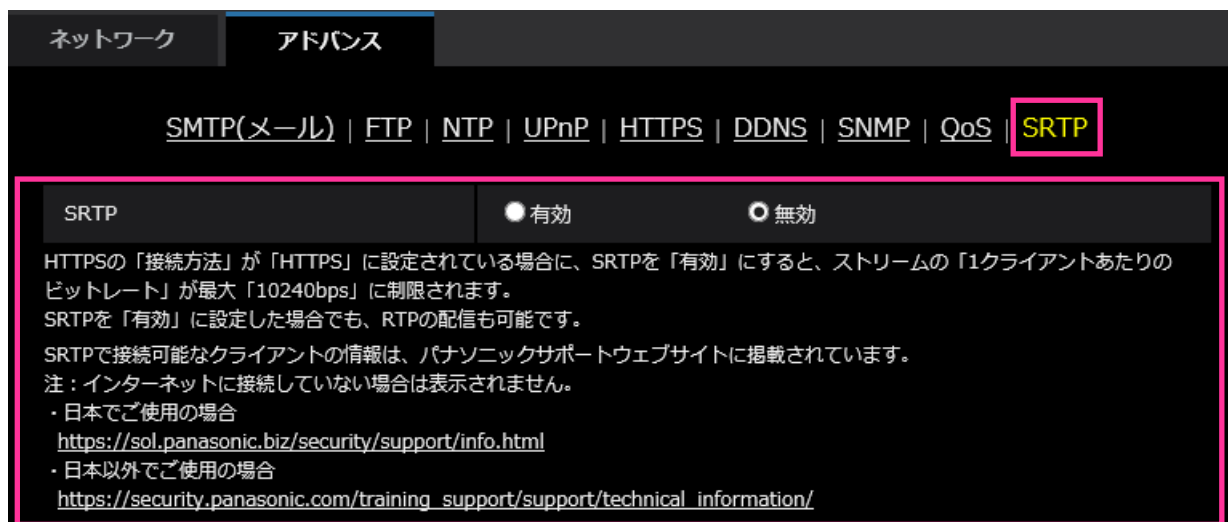 ネットワーク アドバンス
SMTP(メール) | FTP | NTP | UPnP | HTTPS | DDNS | SNMP | QoS | SRTP
SRTP 有効 無効
HTTPSの「接続方法」が「HTTPS」に設定されている場合に、SRTPを「有効」にすると、ストリームの「1クライアントあたりの
ビットレート」が最大「10240bps」に制限されます。
SRTPを「有効」に設定した場合でも、RTPの配信も可能です。
SRTPで接続可能なクライアントの情報は、パナソニックサポートウェブサイトに掲載されています。
注：インターネットに接続していない場合は表示されません。
・日本でご使用の場合
https://sol.panasonic.biz/security/support/info.html
・日本以外でご使用の場合
https://security.panasonic.com/training_support/support/technical_information/